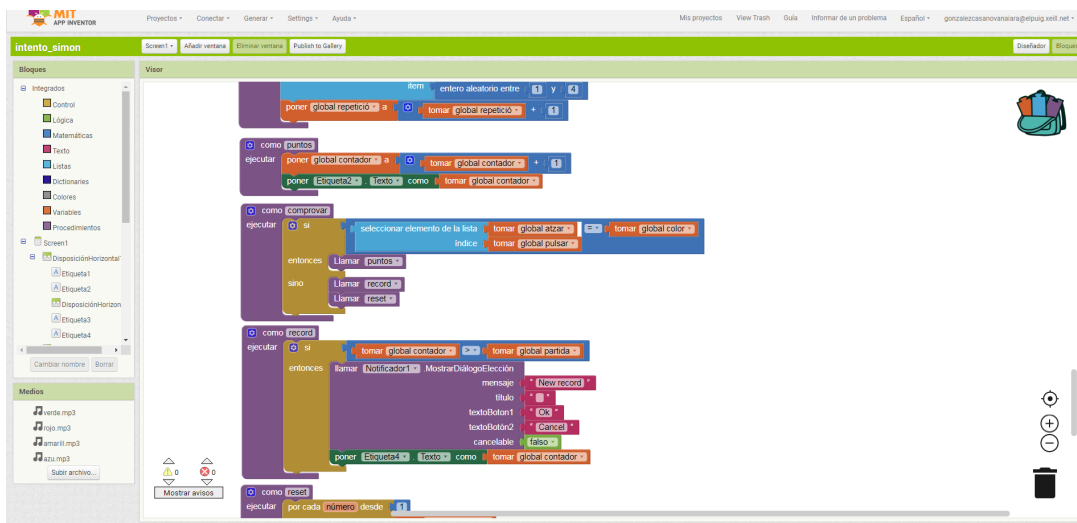 MIT
APP INVENTOR
Proyectos Conectar Generar Settings Ayuda
Mis proyectos View Trash Guía Informar de un problema Español gonzalezcasanovanaiara@elpuig.xeill.net
intento_simon
Screen1 Añadir ventana Eliminar ventana Publish to Gallery
Diseñador Bloques
Bloques
Visor
Integrados
Control
Lógica
Matemáticas
Texto
Listas
Dictionaries
Colores
Variables
Procedimientos
Screen1
DisposiciónHorizontal
Etiqueta1
Etiqueta2
DisposiciónHorizon
Etiqueta3
Etiqueta4
Cambiar nombre Borrar
Medios
verde.mp3
rojo.mp3
amarill.mp3
azu.mp3
Subir archivo...
ítem entero aleatorio entre 1 y 4
poner global repetició a tomar global repetició + 1
como puntos
ejecutar poner global contador a tomar global contador + 1
poner Etiqueta2 . Texto como tomar global contador
como comprovar
ejecutar si seleccionar elemento de la lista tomar global atzar = tomar global color
índice tomar global pulsar
entonces Llamar puntos
sino Llamar record
Llamar reset
como record
ejecutar si tomar global contador > tomar global partida
entonces llamar Notificador1 .MostrarDiálogoElección
mensaje " New record "
título " "
textoBoton1 " Ok "
textoBotón2 " Cancel "
cancelable falso
poner Etiqueta4 . Texto como tomar global contador
como reset
ejecutar por cada número desde 1
0 0
Mostrar avisos